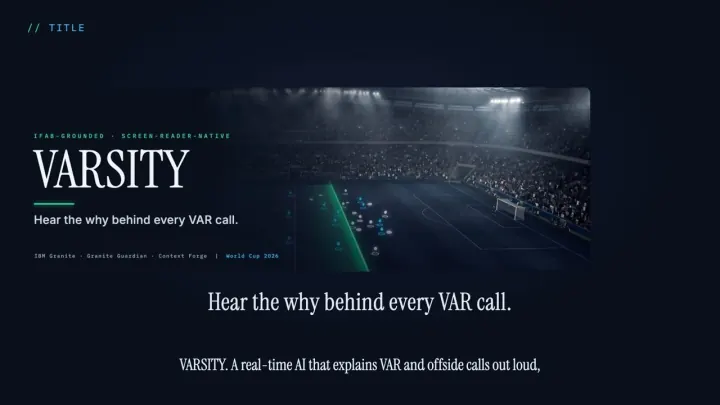 // TITLE
IFAB-GROUNDED · SCREEN-READER-NATIVE
VARSITY
Hear the why behind every VAR call.
IBM Granite · Granite Guardian · Context Forge | World Cup 2026
Hear the why behind every VAR call.
VARSITY. A real-time AI that explains VAR and offside calls out loud,